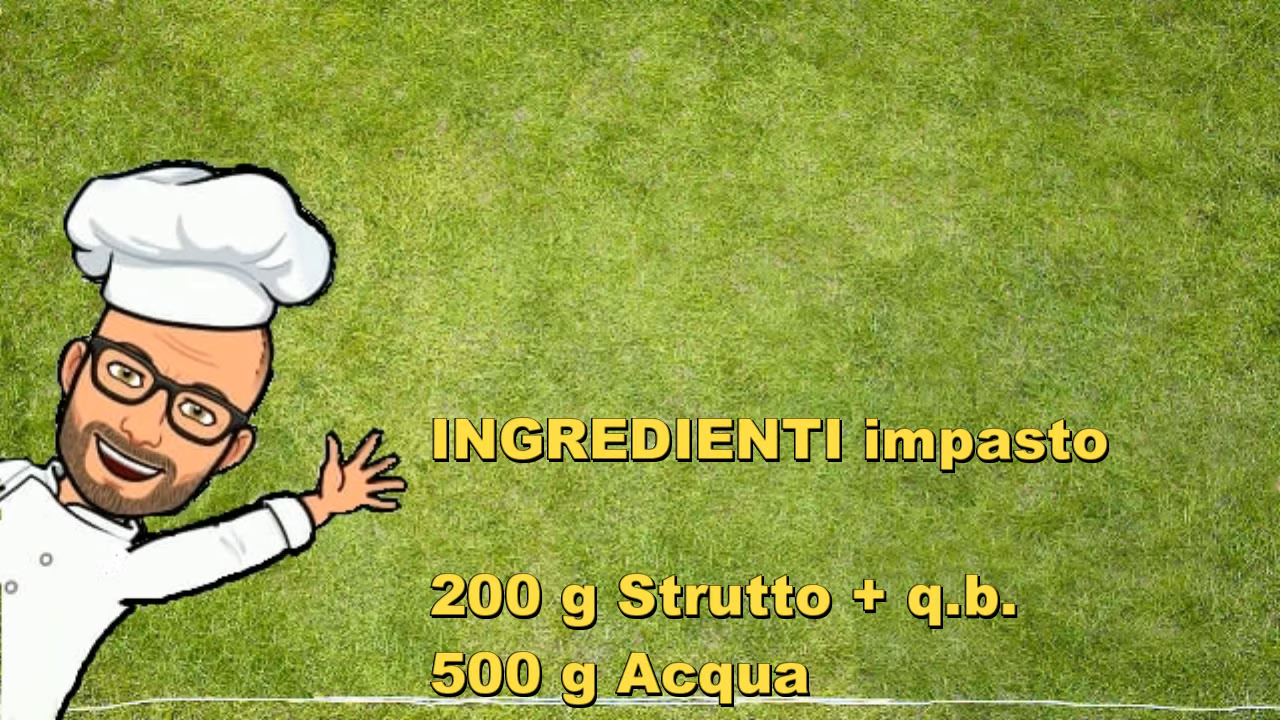 INGREDIENTI impasto
200 g Strutto + q.b.
500 g Acqua